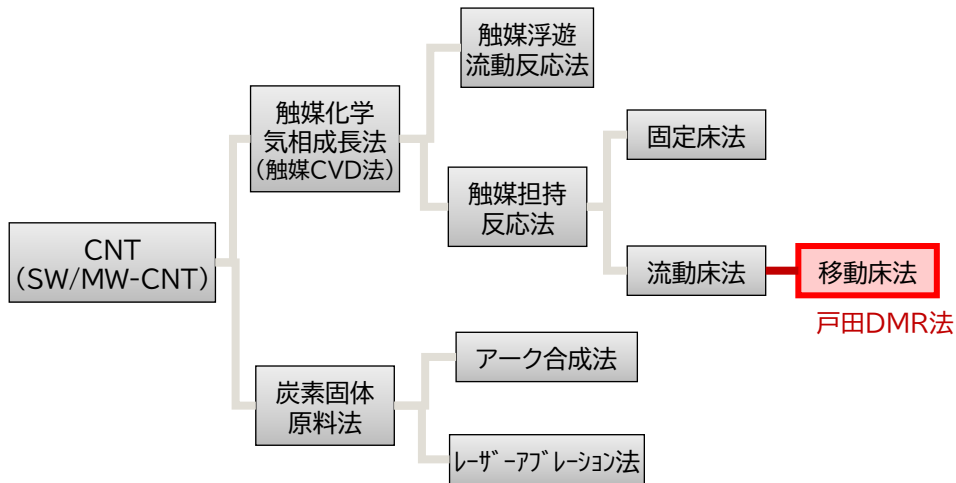 触媒浮遊
流動反応法
触媒化学
気相成長法
(触媒CVD法)
固定床法
触媒担持
反応法
CNT
(SW/MW-CNT)
流動床法
移動床法
戸田DMR法
アーク合成法
炭素固体
原料法
ﾚｰｻﾞｰｱﾌﾞﾚｰｼｮﾝ法